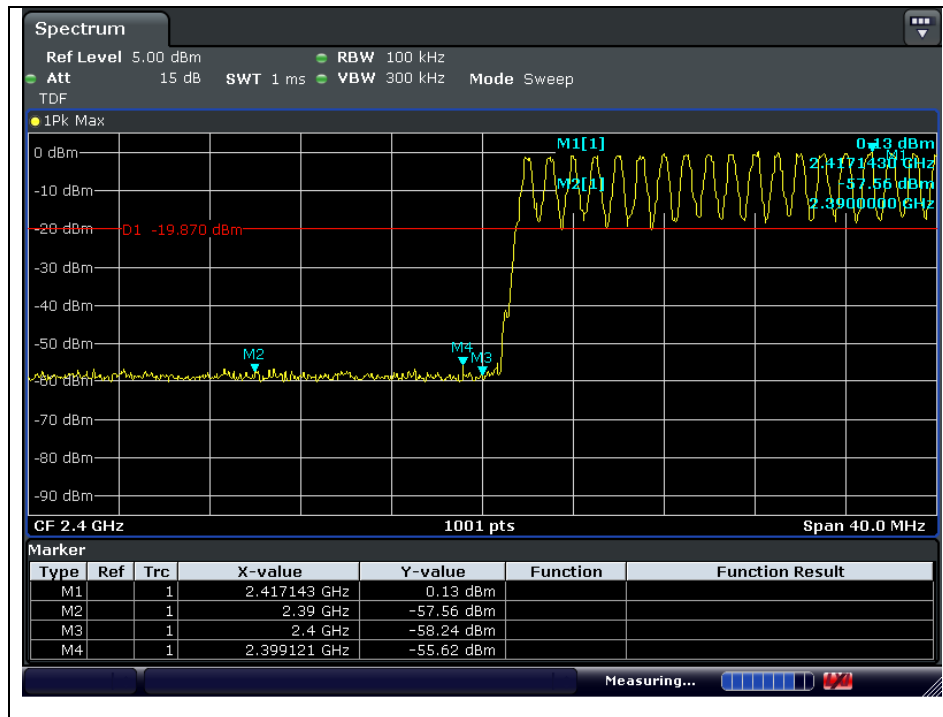 Spectrum
Ref Level 5.00 dBm RBW 100 kHz
Att 15 dB SWT 1 ms VBW 300 kHz Mode Sweep
TDF
1Pk Max
M1[1] 0.13 dBm
2.4171430 GHz
M2[1] -57.56 dBm
2.3900000 GHz
M1
0 dBm
-10 dBm
-20 dBm
D1 -19.870 dBm
-30 dBm
-40 dBm
-50 dBm
M2
M4
M3
-60 dBm
-70 dBm
-80 dBm
-90 dBm
CF 2.4 GHz 1001 pts Span 40.0 MHz
Marker
Type Ref Trc X-value Y-value Function Function Result
M1 1 2.417143 GHz 0.13 dBm
M2 1 2.39 GHz -57.56 dBm
M3 1 2.4 GHz -58.24 dBm
M4 1 2.399121 GHz -55.62 dBm
Measuring...